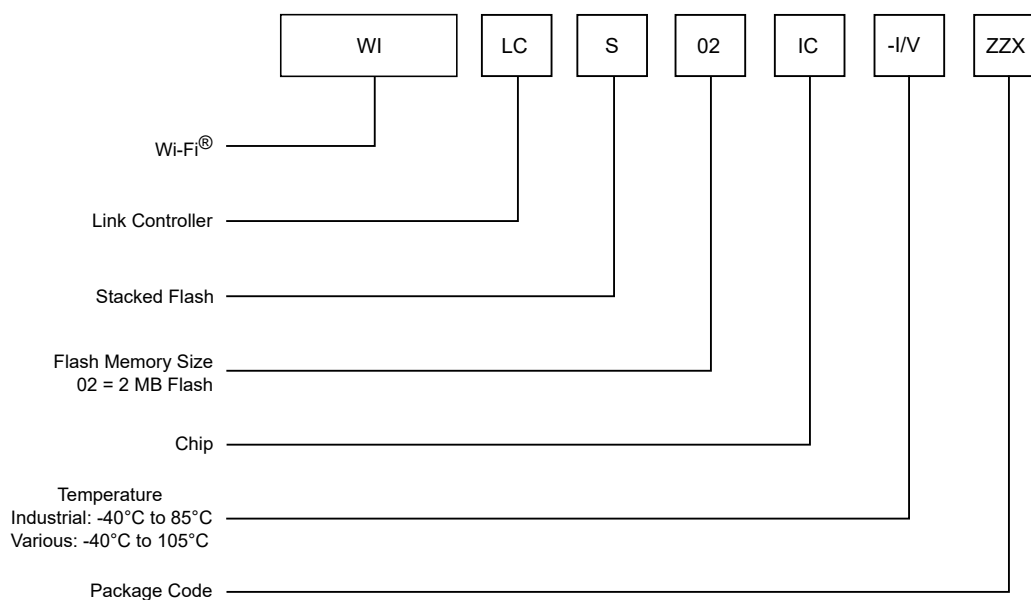 WI LC S 02 IC -I/V ZZX
Wi-Fi®
Link Controller
Stacked Flash
Flash Memory Size
02 = 2 MB Flash
Chip
Temperature
Industrial: -40°C to 85°C
Various: -40°C to 105°C
Package Code